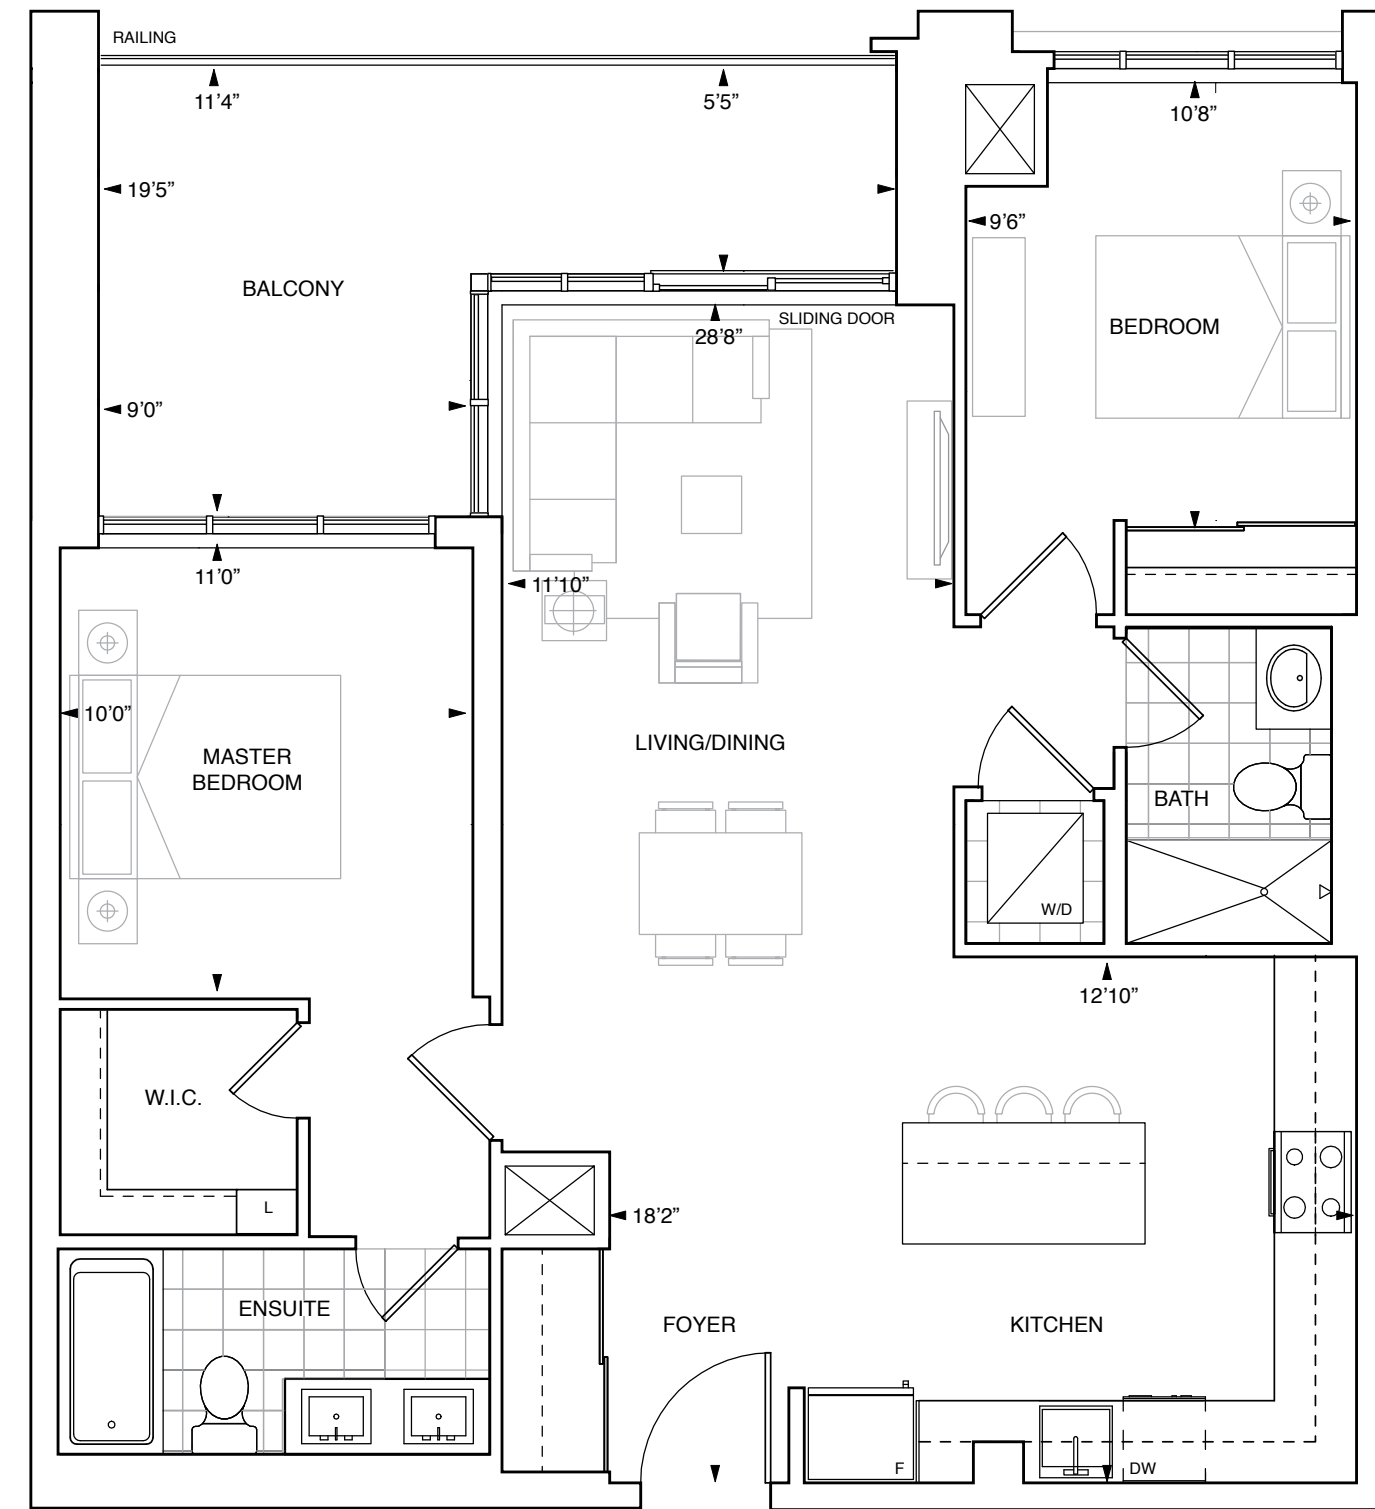 RAILING
11'4"
5'5"
10'8"
19'5"
9'6"
BALCONY
SLIDING DOOR
28'8"
BEDROOM
9'0"
11'0"
11'10"
10'0"
MASTER
BEDROOM
LIVING/DINING
BATH
W/D
12'10"
W.I.C.
L
18'2"
ENSUITE
FOYER
KITCHEN
F
DW